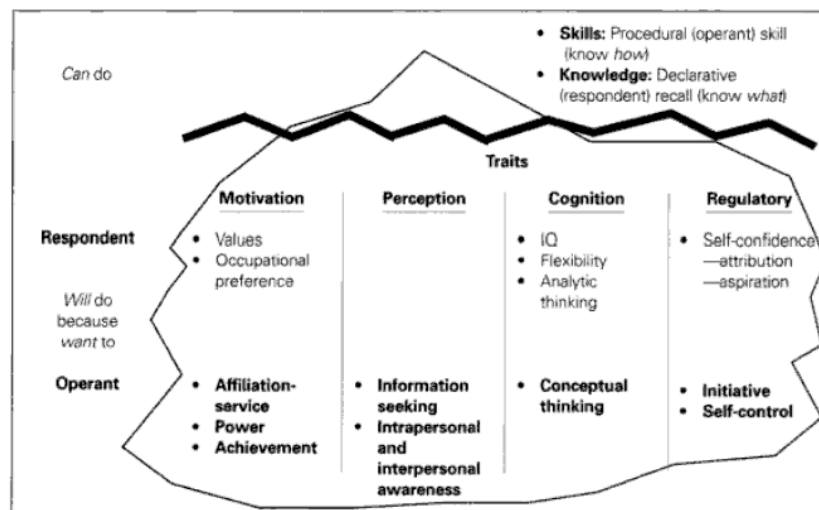 • Skills: Procedural (operant) skill
(know how)
Can do
• Knowledge: Declarative
(respondent) recall (know what)
Traits
Motivation
Perception
Cognition
Regulatory
Respondent
• Values
• Occupational
preference
• IQ
• Flexibility
• Analytic
thinking
• Self-confidence
—attribution
—aspiration
Will do
because
want to
Operant
• Affiliation-
service
• Power
• Achievement
• Information
seeking
• Intrapersonal
and
interpersonal
awareness
• Conceptual
thinking
• Initiative
• Self-control